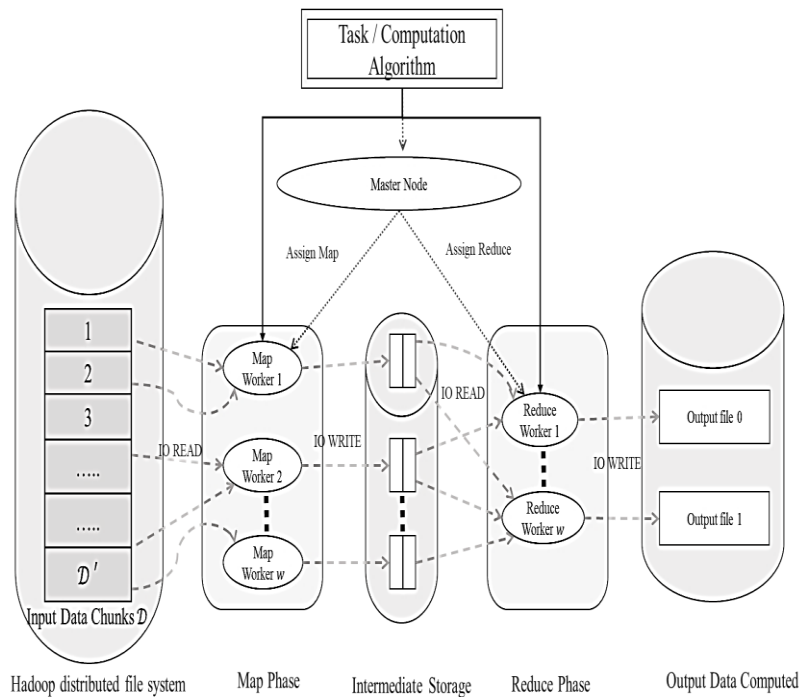 Task / Computation
Algorithm
Master Node
Assign Map
Assign Reduce
1
2
3
.....
.....
𝒟 '
Input Data Chunks 𝒟
IO READ
Map
Worker 1
Map
Worker 2
Map
Worker w
IO WRITE
IO READ
Reduce
Worker 1
Reduce
Worker w
IO WRITE
Output file 0
Output file 1
Hadoop distributed file system
Map Phase
Intermediate Storage
Reduce Phase
Output Data Computed